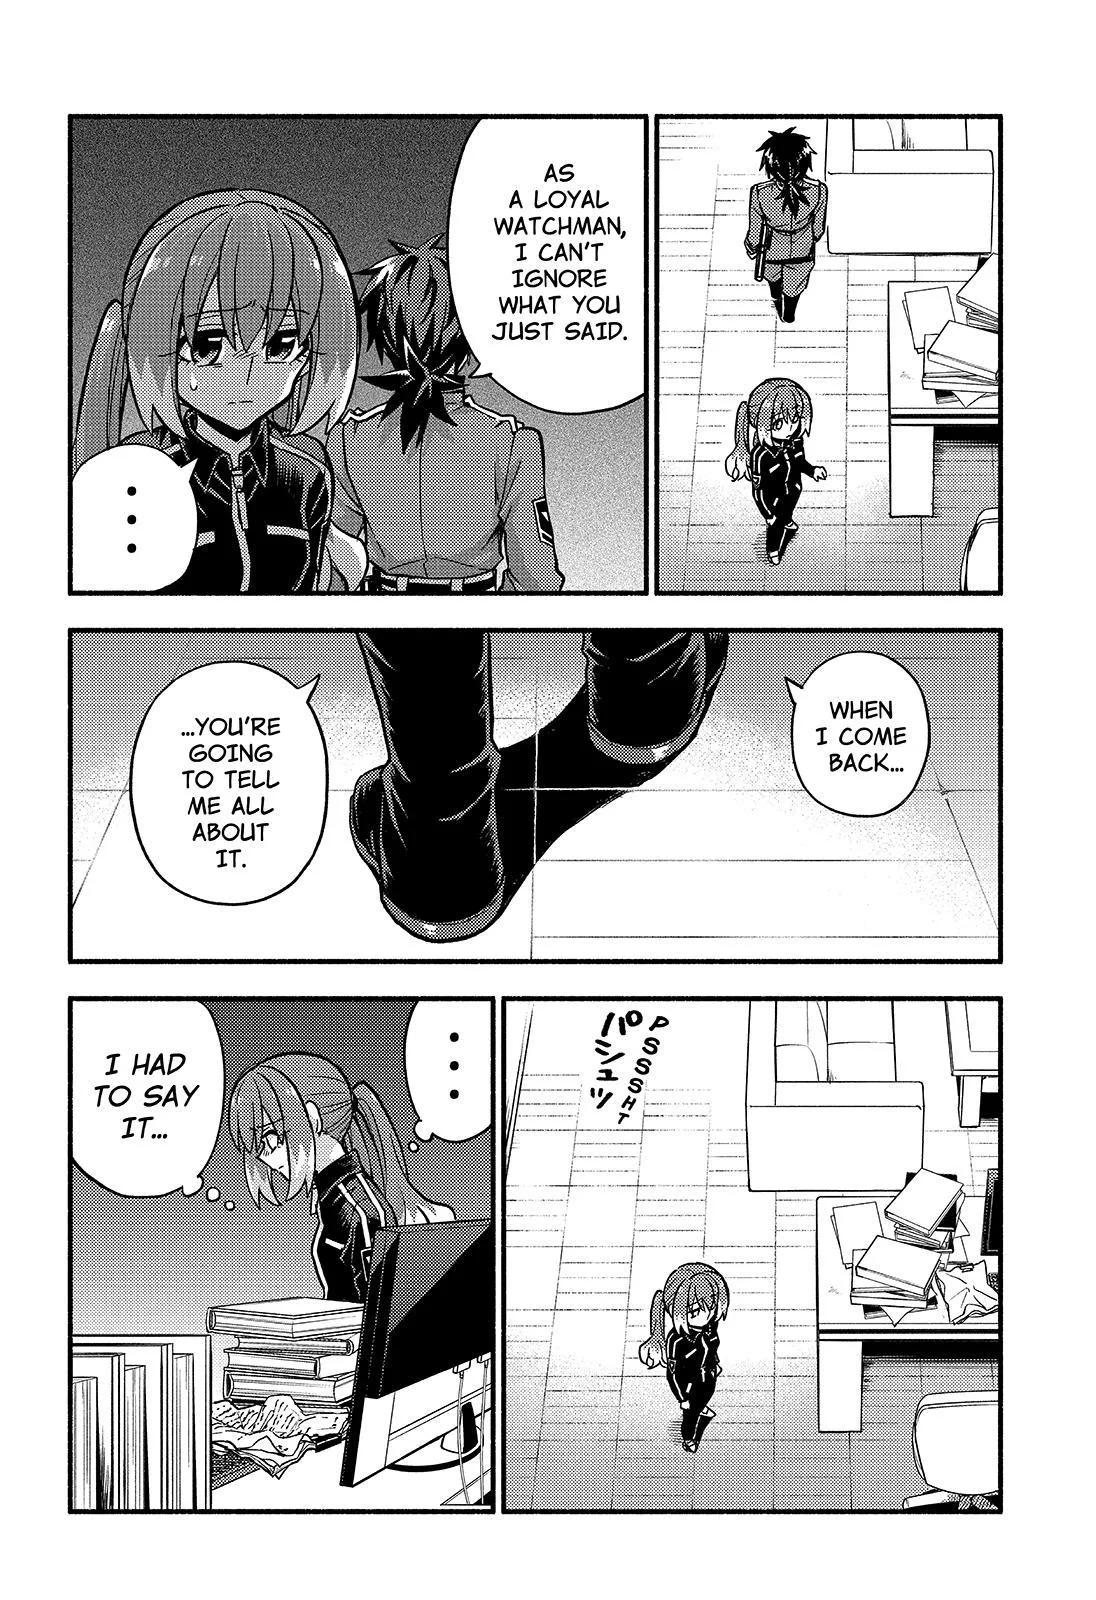 AS
A LOYAL
WATCHMAN,
I CAN'T
IGNORE
WHAT YOU
JUST SAID.
...
WHEN
I COME
BACK...
...YOU'RE
GOING
TO TELL
ME ALL
ABOUT
IT.
PSSSSHT
パシュッ
...
I HAD
TO SAY
IT...